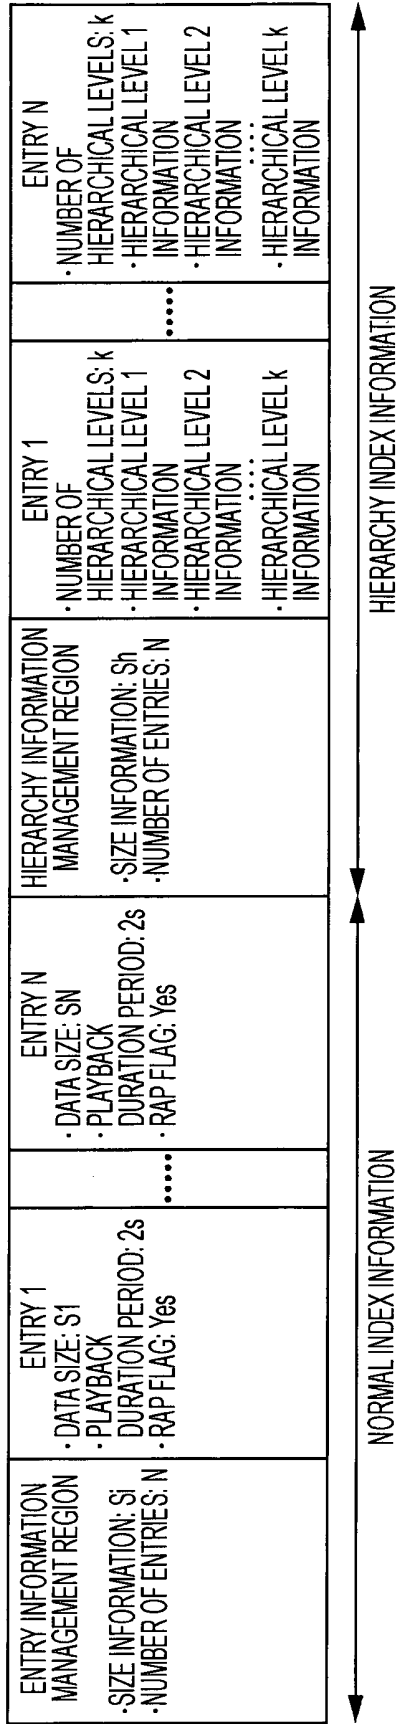 ENTRY INFORMATION
MANAGEMENT REGION
·SIZE INFORMATION: Si
·NUMBER OF ENTRIES: N
ENTRY 1
· DATA SIZE: S1
· PLAYBACK
DURATION PERIOD: 2s
· RAP FLAG: Yes
.....
ENTRY N
· DATA SIZE: SN
· PLAYBACK
DURATION PERIOD: 2s
· RAP FLAG: Yes
HIERARCHY INFORMATION
MANAGEMENT REGION
·SIZE INFORMATION: Sh
·NUMBER OF ENTRIES: N
ENTRY 1
· NUMBER OF
HIERARCHICAL LEVELS: k
· HIERARCHICAL LEVEL 1
INFORMATION
· HIERARCHICAL LEVEL 2
INFORMATION
....
· HIERARCHICAL LEVEL k
INFORMATION
.....
ENTRY N
· NUMBER OF
HIERARCHICAL LEVELS: k
· HIERARCHICAL LEVEL 1
INFORMATION
· HIERARCHICAL LEVEL 2
INFORMATION
....
· HIERARCHICAL LEVEL k
INFORMATION
NORMAL INDEX INFORMATION
HIERARCHY INDEX INFORMATION